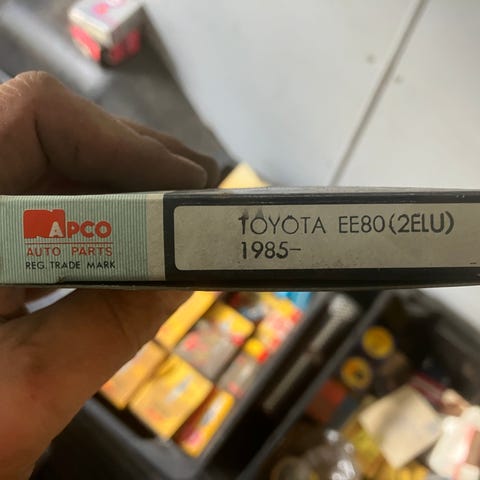 APCO
AUTO PARTS
REG. TRADE MARK
TOYOTA EE80 (2ELU)
1985-